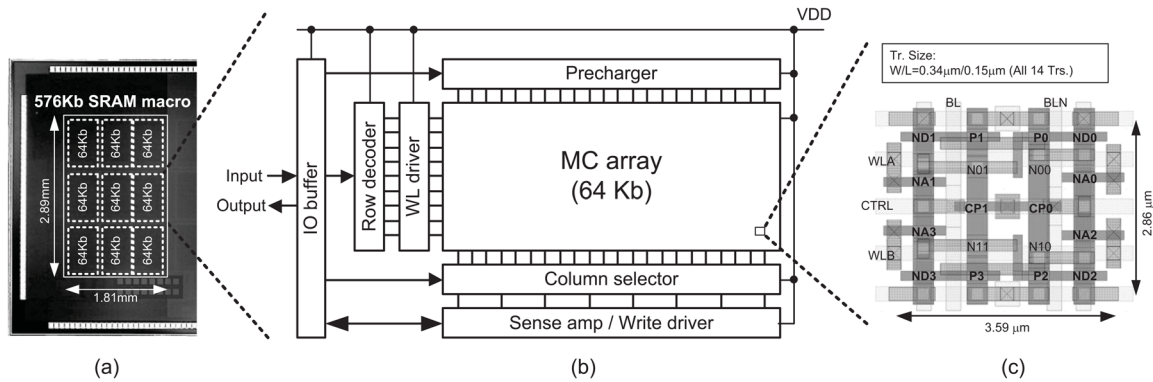 576Kb SRAM macro
64Kb 64Kb 64Kb
64Kb 64Kb 64Kb
64Kb 64Kb 64Kb
2.89mm
1.81mm
(a)
VDD
Input
Output
IO buffer
Row decoder
WL driver
Precharger
MC array
(64 Kb)
Column selector
Sense amp / Write driver
(b)
Tr. Size:
W/L=0.34μm/0.15μm (All 14 Trs.)
BL BLN
ND1 P1 P0 ND0
WLA
N01 N00
NA1 NA0
CTRL CP1 CP0
NA3 NA2
WLB N11 N10
ND3 P3 P2 ND2
2.86 μm
3.59 μm
(c)